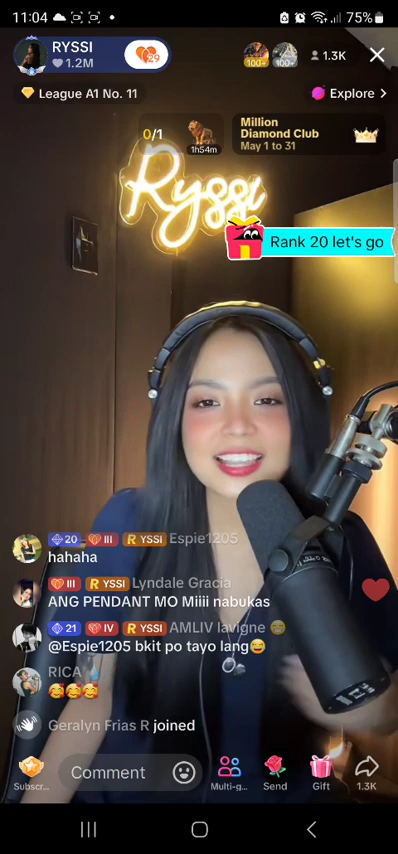 11:04
75%
RYSSI
1.2M
29
100+
100+
1.3K
League A1 No. 11
Explore >
0/1
1h54m
Million
Diamond Club
May 1 to 31
Ryssi
Rank 20 let's go
20 III R YSSI Espie1205
hahaha
III R YSSI Lyndale Gracia
ANG PENDANT MO Miiii nabukas
21 IV R YSSI AMLIV lavigne 😁
@Espie1205 bkit po tayo lang😅
RICA
🥰🥰🥰
Geralyn Frias R joined
Subscr...
Comment
Multi-g...
Send
Gift
1.3K